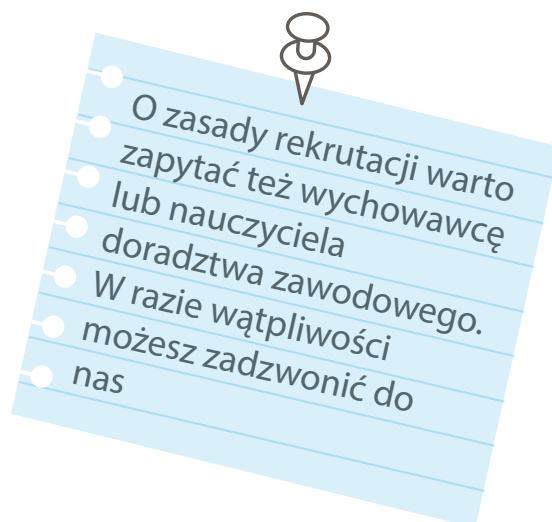 O zasady rekrutacji warto
zapytać też wychowawcę
lub nauczyciela
doradztwa zawodowego.
W razie wątpliwości
możesz zadzwonić do
nas